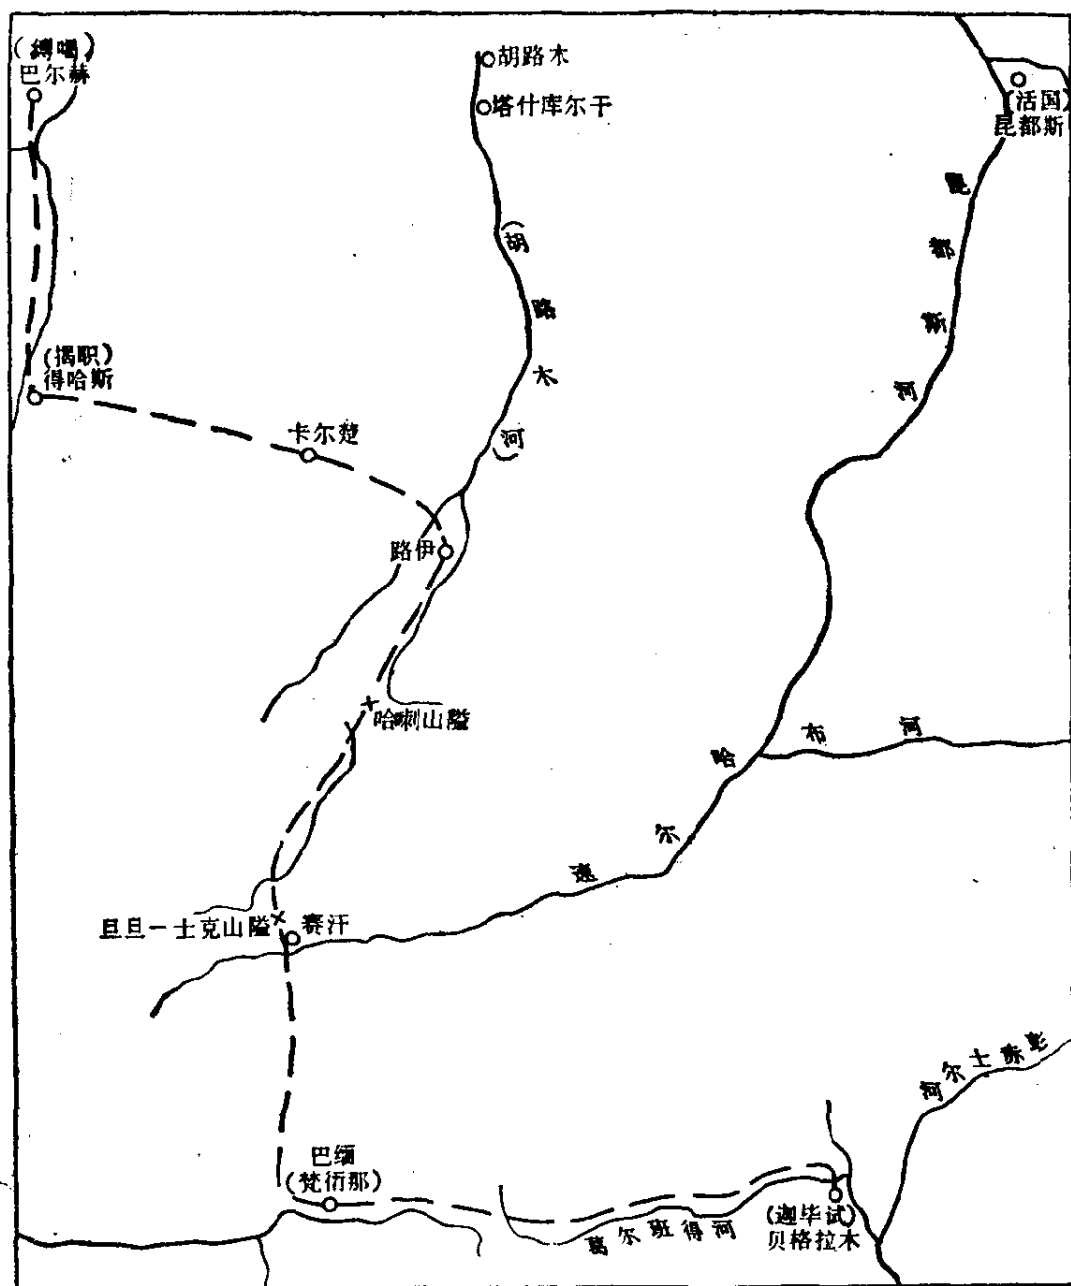 (缚喝)
巴尔赫
胡路木
塔什库尔干
(活国)
昆都斯
昆都斯河
(胡路木河)
(揭职)
得哈斯
卡尔楚
路伊
哈喇山隘
速尔哈布河
旦旦一士克山隘
赛汗
巴缅
(梵衍那)
葛尔班得河
(迦毕试)
贝格拉木
彭珠士尔河